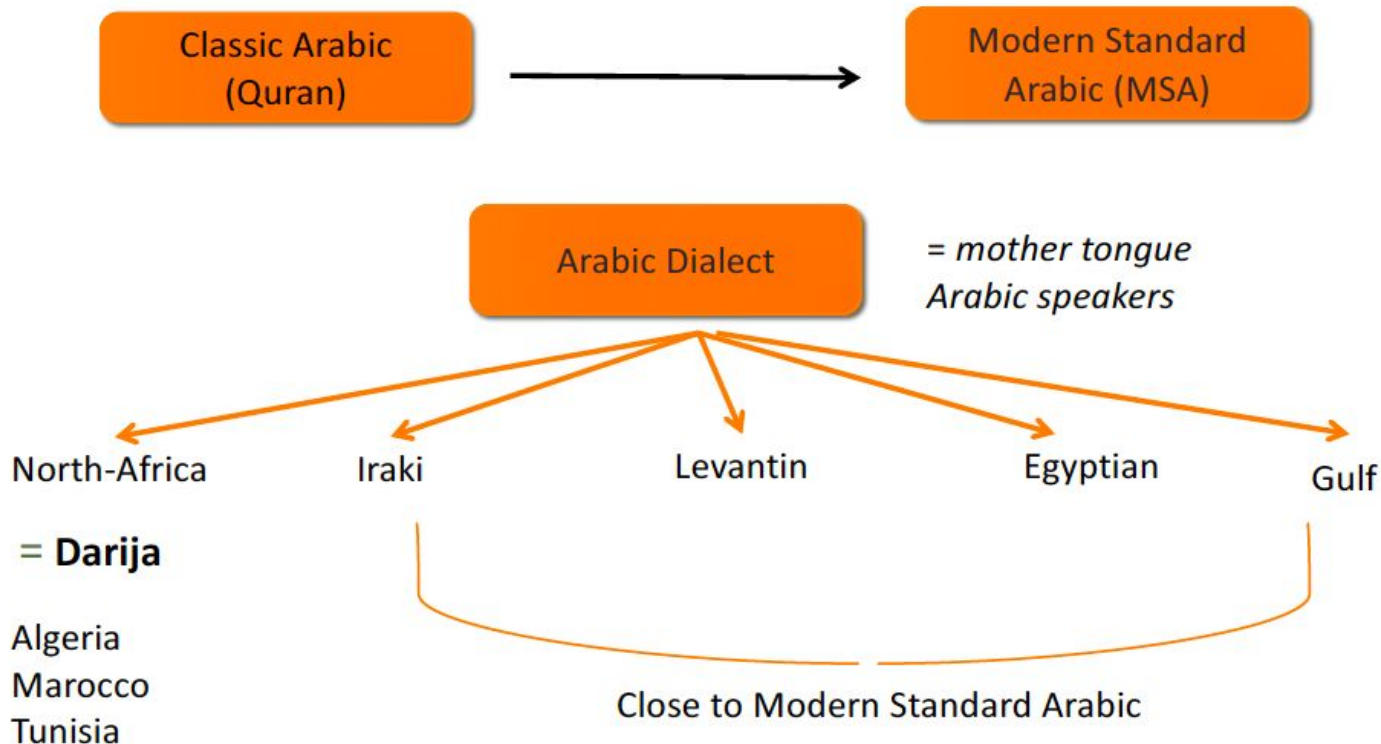 Classic Arabic
(Quran)
Modern Standard
Arabic (MSA)
Arabic Dialect
= mother tongue
Arabic speakers
North-Africa
Iraki
Levantin
Egyptian
Gulf
= Darija
Algeria
Marocco
Tunisia
Close to Modern Standard Arabic